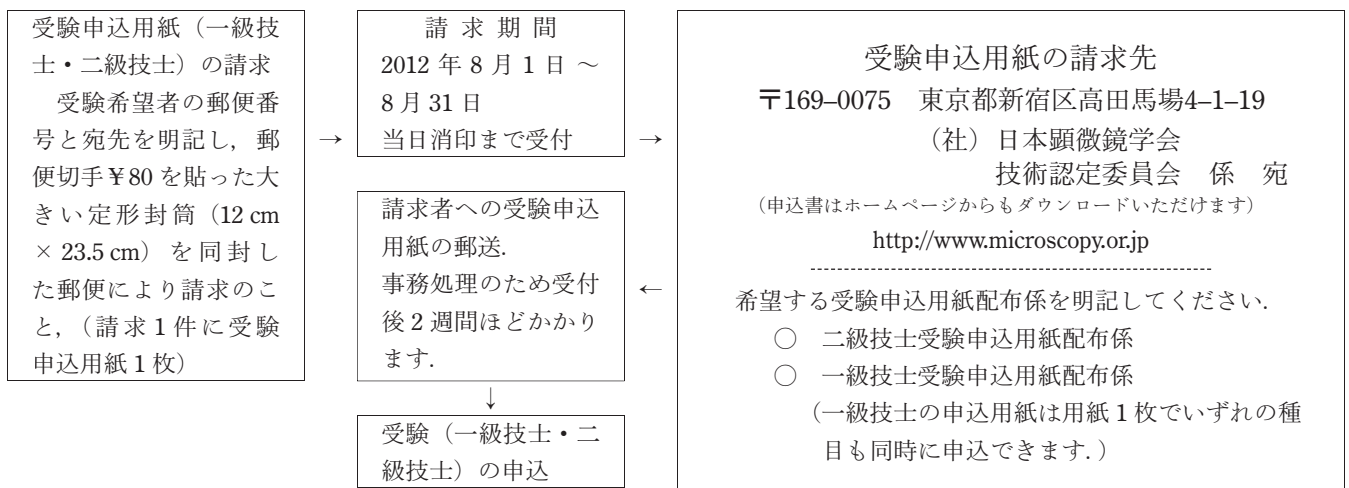 受験申込用紙（一級技
士・二級技士）の請求
　受験希望者の郵便番
号と宛先を明記し，郵
便切手¥80 を貼った大
きい定形封筒（12 cm
× 23.5 cm）を同封し
た郵便により請求のこ
と，（請求 1 件に受験
申込用紙 1 枚）
→
請 求 期 間
2012 年 8 月 1 日 ～
8 月 31 日
当日消印まで受付
→
受験申込用紙の請求先
〒169–0075　東京都新宿区高田馬場4–1–19
（社）日本顕微鏡学会
技術認定委員会　係　宛
（申込書はホームページからもダウンロードいただけます）
http://www.microscopy.or.jp
希望する受験申込用紙配布係を明記してください．
○　二級技士受験申込用紙配布係
○　一級技士受験申込用紙配布係
（一級技士の申込用紙は用紙 1 枚でいずれの種
目も同時に申込できます．）
←
請求者への受験申込
用紙の郵送．
事務処理のため受付
後 2 週間ほどかかり
ます．
↓
受験（一級技士・二
級技士）の申込